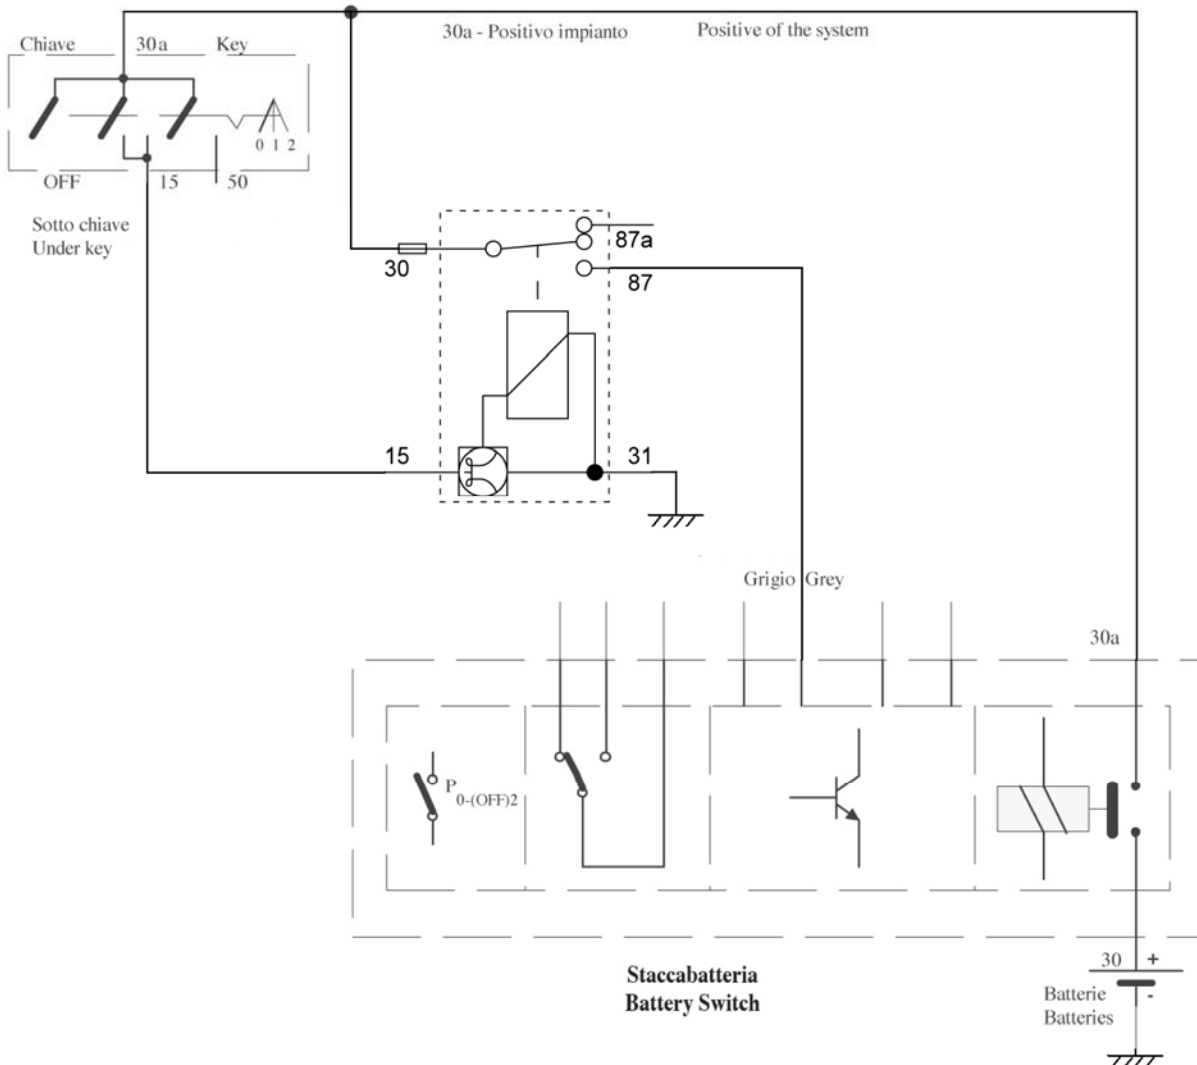 30a - Positivo impianto
Positive of the system
Chiave
30a
Key
0 1 2
OFF
15
50
Sotto chiave
Under key
87a
30
87
15
31
Grigio
Grey
30a
P
0-(OFF)2
Staccabatteria
Battery Switch
30
+
-
Batterie
Batteries